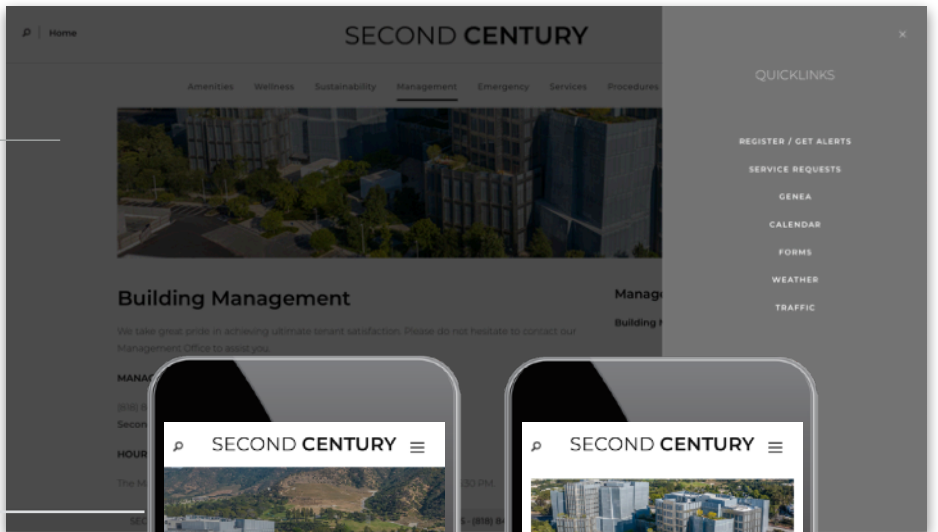 Home
SECOND CENTURY
Amenities Wellness Sustainability Management Emergency Services Procedures
QUICKLINKS
REGISTER / GET ALERTS
SERVICE REQUESTS
GENEA
CALENDAR
FORMS
WEATHER
TRAFFIC
Building Management
We take great pride in achieving ultimate tenant satisfaction. Please do not hesitate to contact our
Management Office to assist you.
Building
SECOND CENTURY
SECOND CENTURY